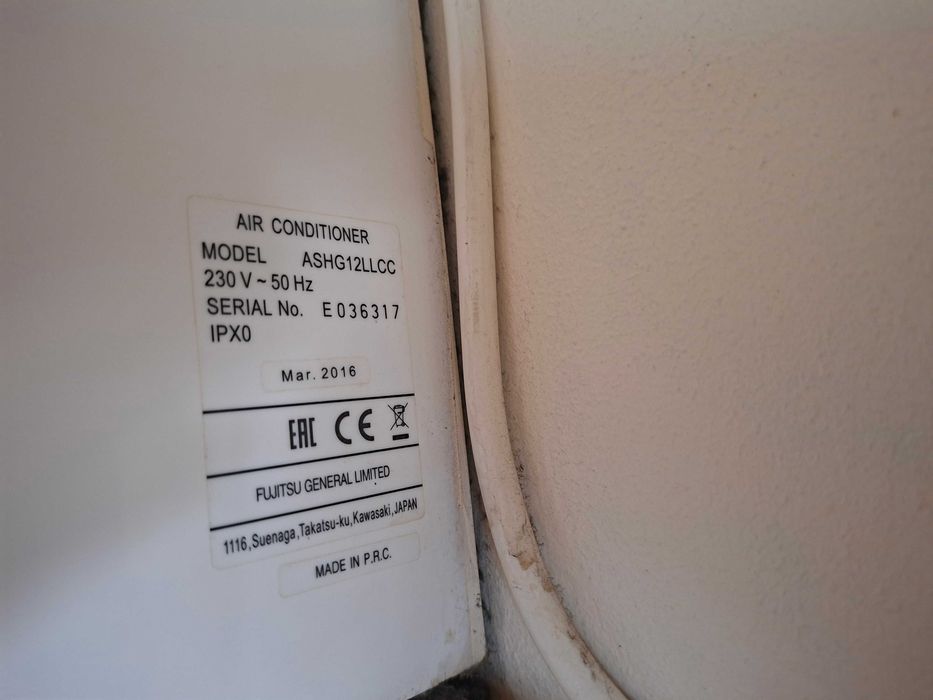 AIR CONDITIONER
MODEL ASHG12LLCC
230 V ~ 50 Hz
SERIAL No. E036317
IPX0
Mar. 2016
EAC CE
FUJITSU GENERAL LIMITED
1116,Suenaga,Takatsu-ku,Kawasaki,JAPAN
MADE IN P.R.C.